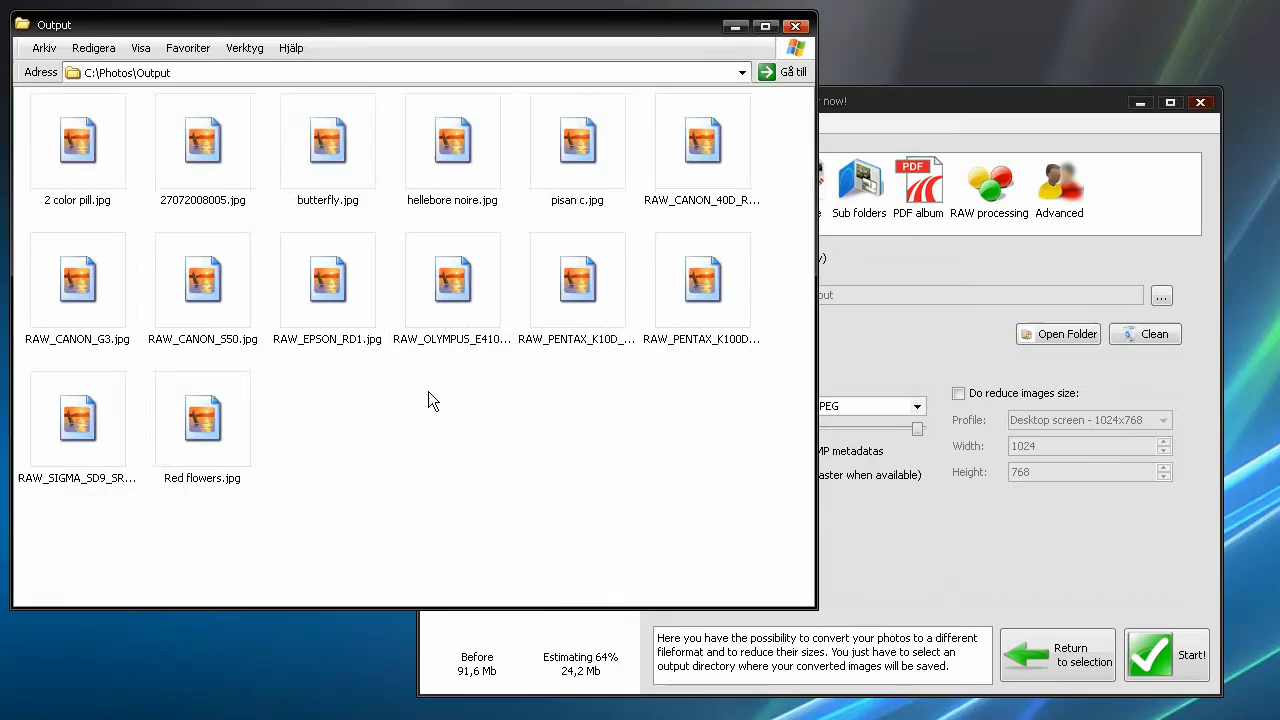 Output
Arkiv Redigera Visa Favoriter Verktyg Hjälp
Adress C:\Photos\Output Gå till
2 color pill.jpg 27072008005.jpg butterfly.jpg hellebore noire.jpg pisan c.jpg RAW_CANON_40D_R...
RAW_CANON_G3.jpg RAW_CANON_S50.jpg RAW_EPSON_RD1.jpg RAW_OLYMPUS_E410... RAW_PENTAX_K10D_... RAW_PENTAX_K100D...
Red flowers.jpg
r now!
PDF
Sub folders PDF album RAW processing Advanced
y)
out ...
Open Folder Clean
PEG
Do reduce images size:
Profile: Desktop screen - 1024x768
MP metadatas
Width: 1024
aster when available)
Height: 768
Before Estimating 64%
91,6 Mb 24,2 Mb
Here you have the possibility to convert your photos to a different
fileformat and to reduce their sizes. You just have to select an
output directory where your converted images will be saved.
Return
to selection
Start!